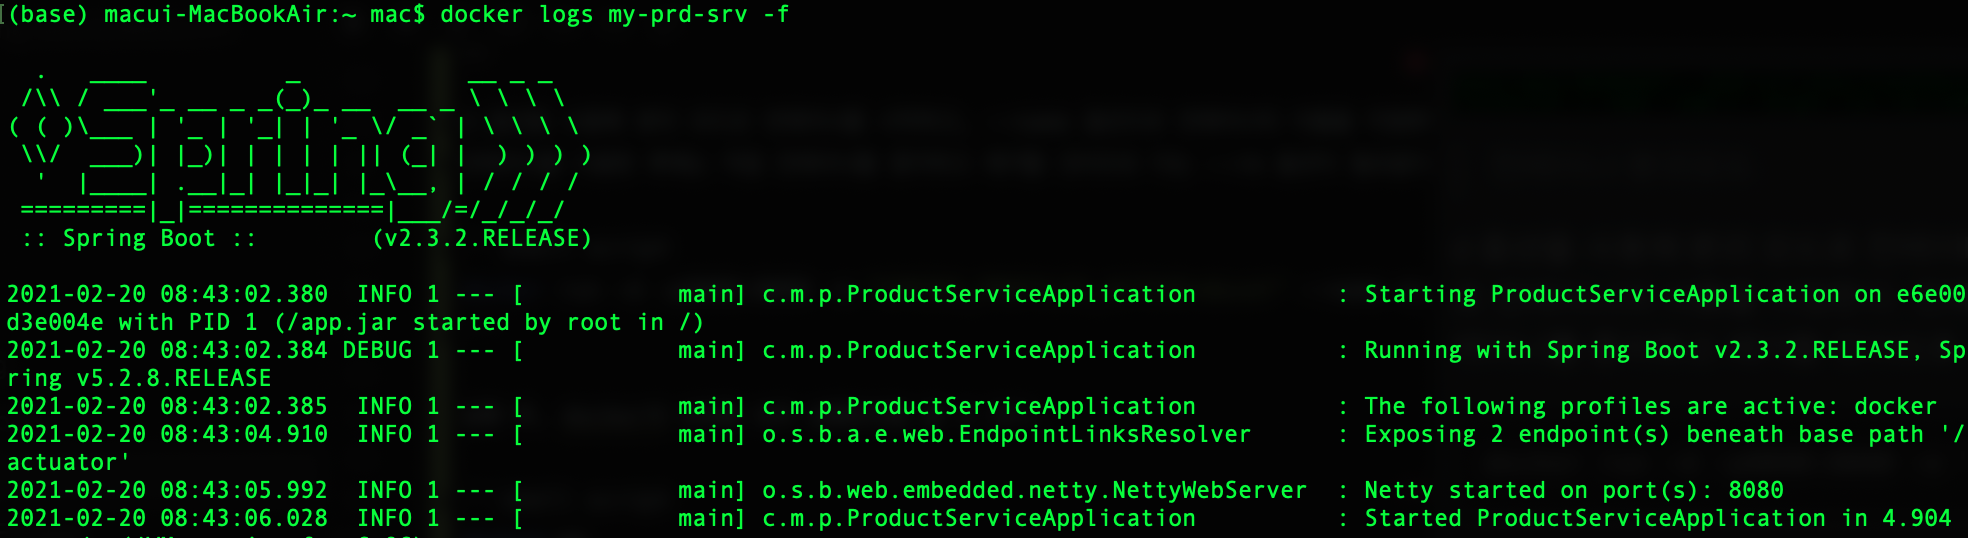 (base) macui-MacBookAir:~ mac$ docker logs my-prd-srv -f
  .   ____          _            __ _ _
 /\\ / ___'_ __ _ _(_)_ __  __ _ \ \ \ \
( ( )\___ | '_ | '_| | '_ \/ _` | \ \ \ \
 \\/  ___)| |_)| | | | | || (_| |  ) ) ) )
  '  |____| .__|_| |_|_| |_\__, | / / / /
 =========|_|==============|___/=/_/_/_/
 :: Spring Boot ::        (v2.3.2.RELEASE)
2021-02-20 08:43:02.380  INFO 1 --- [           main] c.m.p.ProductServiceApplication          : Starting ProductServiceApplication on e6e00
d3e004e with PID 1 (/app.jar started by root in /)
2021-02-20 08:43:02.384 DEBUG 1 --- [           main] c.m.p.ProductServiceApplication          : Running with Spring Boot v2.3.2.RELEASE, Sp
ring v5.2.8.RELEASE
2021-02-20 08:43:02.385  INFO 1 --- [           main] c.m.p.ProductServiceApplication          : The following profiles are active: docker
2021-02-20 08:43:04.910  INFO 1 --- [           main] o.s.b.a.e.web.EndpointLinksResolver      : Exposing 2 endpoint(s) beneath base path '/
actuator'
2021-02-20 08:43:05.992  INFO 1 --- [           main] o.s.b.web.embedded.netty.NettyWebServer  : Netty started on port(s): 8080
2021-02-20 08:43:06.028  INFO 1 --- [           main] c.m.p.ProductServiceApplication          : Started ProductServiceApplication in 4.904